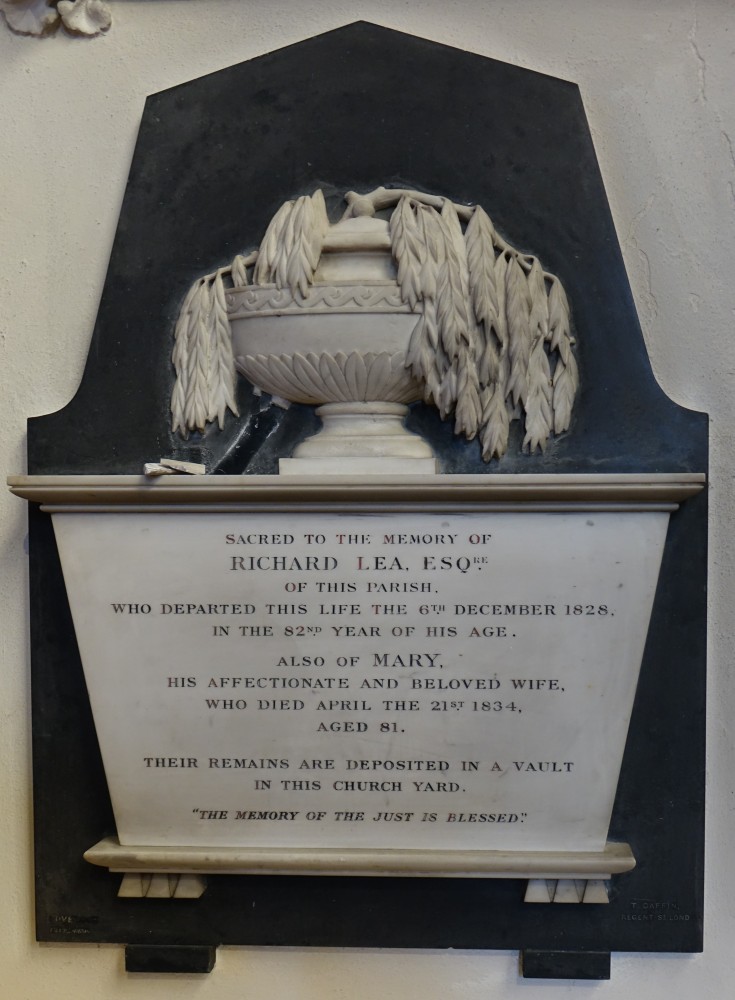 SACRED TO THE MEMORY OF
RICHARD LEA, ESQRE
OF THIS PARISH,
WHO DEPARTED THIS LIFE THE 6TH DECEMBER 1828,
IN THE 82ND YEAR OF HIS AGE.
ALSO OF MARY,
HIS AFFECTIONATE AND BELOVED WIFE,
WHO DIED APRIL THE 21ST 1834,
AGED 81.
THEIR REMAINS ARE DEPOSITED IN A VAULT
IN THIS CHURCH YARD.
"THE MEMORY OF THE JUST IS BLESSED."
T. GAFFIN,
REGENT ST LOND